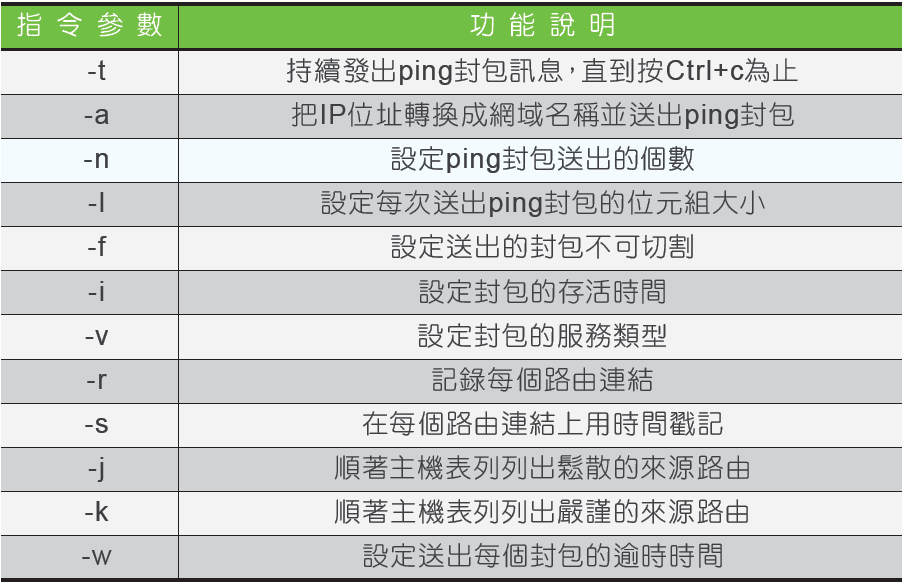 指令參數 功能說明
-t 持續發出ping封包訊息，直到按Ctrl+c為止
-a 把IP位址轉換成網域名稱並送出ping封包
-n 設定ping封包送出的個數
-l 設定每次送出ping封包的位元組大小
-f 設定送出的封包不可切割
-i 設定封包的存活時間
-v 設定封包的服務類型
-r 記錄每個路由連結
-s 在每個路由連結上用時間戳記
-j 順著主機表列列出鬆散的來源路由
-k 順著主機表列列出嚴謹的來源路由
-w 設定送出每個封包的逾時時間